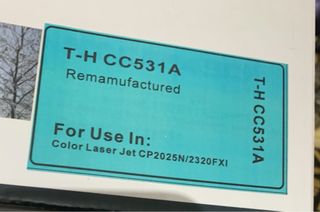 T-H CC531A
Remamufactured
For Use In:
Color Laser Jet CP2025N/2320FXI
T-H CC531A